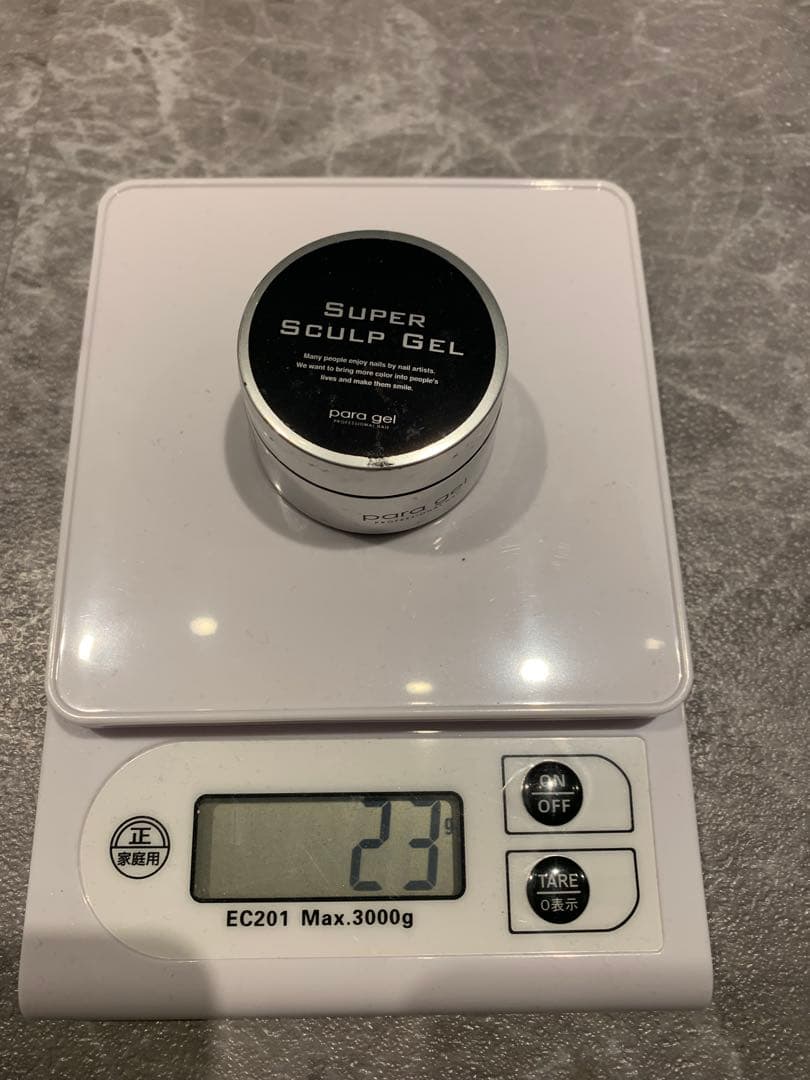 SUPER
SCULP GEL
Many people enjoy nails by nail artists.
We want to bring more color into people's
lives and make them smile.
para gel
PROFESSIONAL NAIL
para gel
23 g
ON
OFF
正
家庭用
TARE
0表示
EC201 Max.3000g